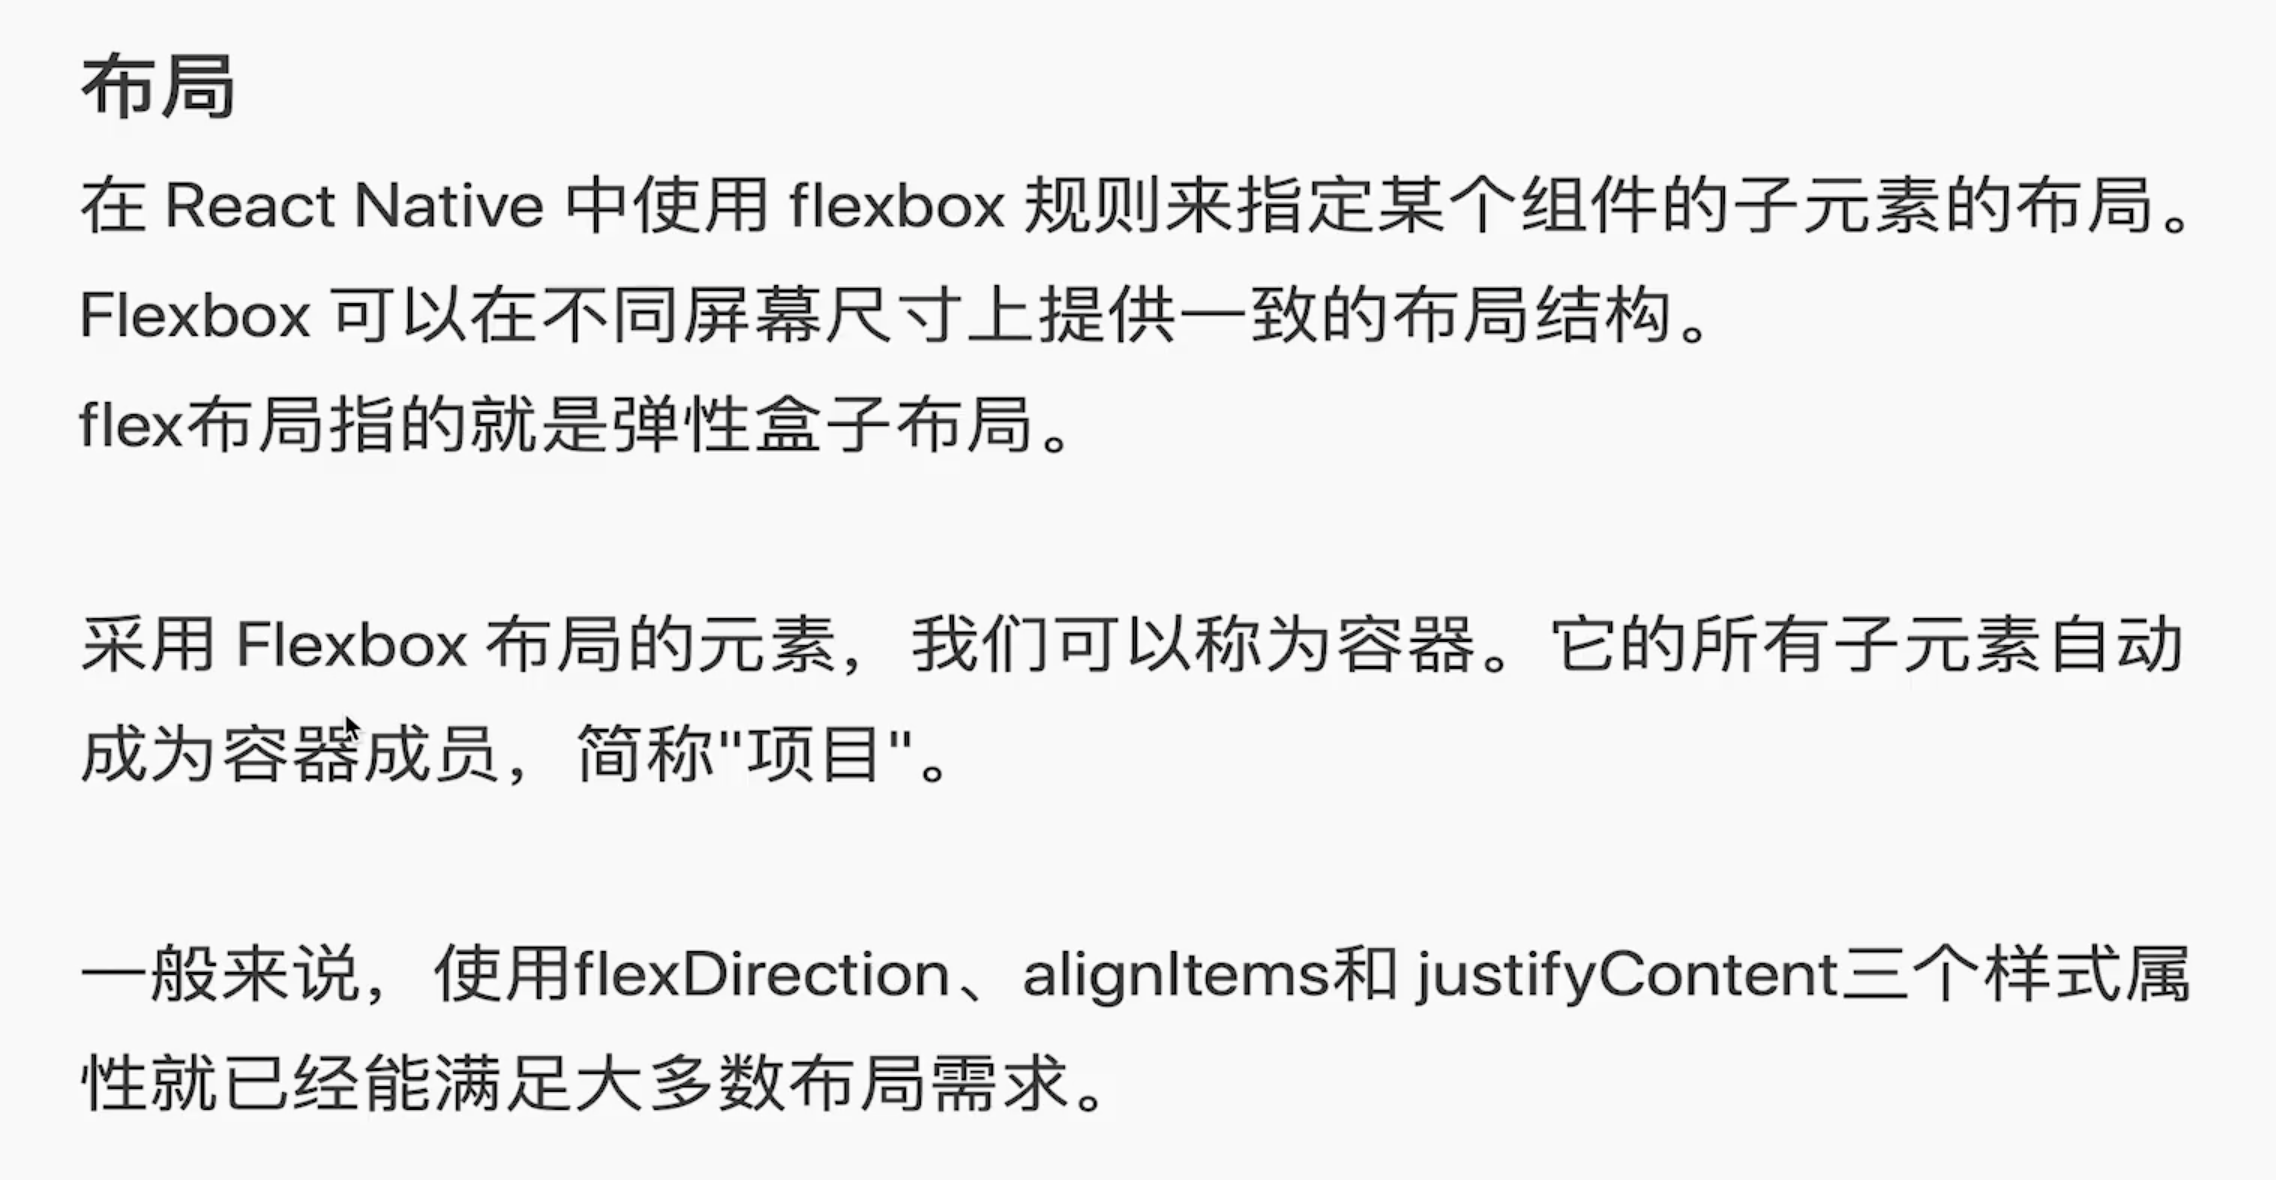 布局
在 React Native 中使用 flexbox 规则来指定某个组件的子元素的布局。
Flexbox 可以在不同屏幕尺寸上提供一致的布局结构。
flex布局指的就是弹性盒子布局。
采用 Flexbox 布局的元素，我们可以称为容器。它的所有子元素自动
成为容器成员，简称"项目"。
一般来说，使用flexDirection、alignItems和 justifyContent三个样式属
性就已经能满足大多数布局需求。